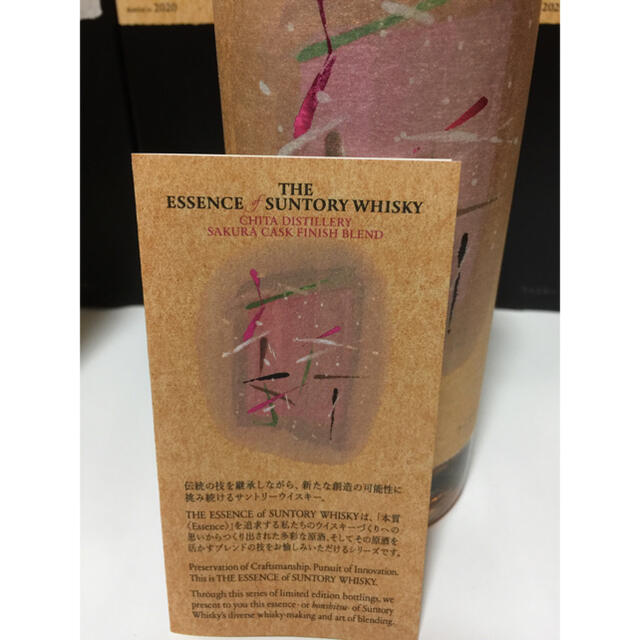 2020
20
THE
ESSENCE of SUNTORY WHISKY
CHITA DISTILLERY
SAKURA CASK FINISH BLEND
伝統の技を継承しながら、新たな創造の可能性に
挑み続けるサントリーウイスキー。
THE ESSENCE of SUNTORY WHISKYは、「本質
〈Essence〉」を追求する私たちのウイスキーづくりへの
思いからつくり出された多彩な原酒、そしてその原酒を
活かすブレンドの技をお愉しみいただけるシリーズです。
Preservation of Craftsmanship. Pursuit of Innovation.
This is THE ESSENCE of SUNTORY WHISKY.
Through this series of limited edition bottlings, we
present to you this essence - or honshitsu - of Suntory
Whisky's diverse whisky-making and art of blending.